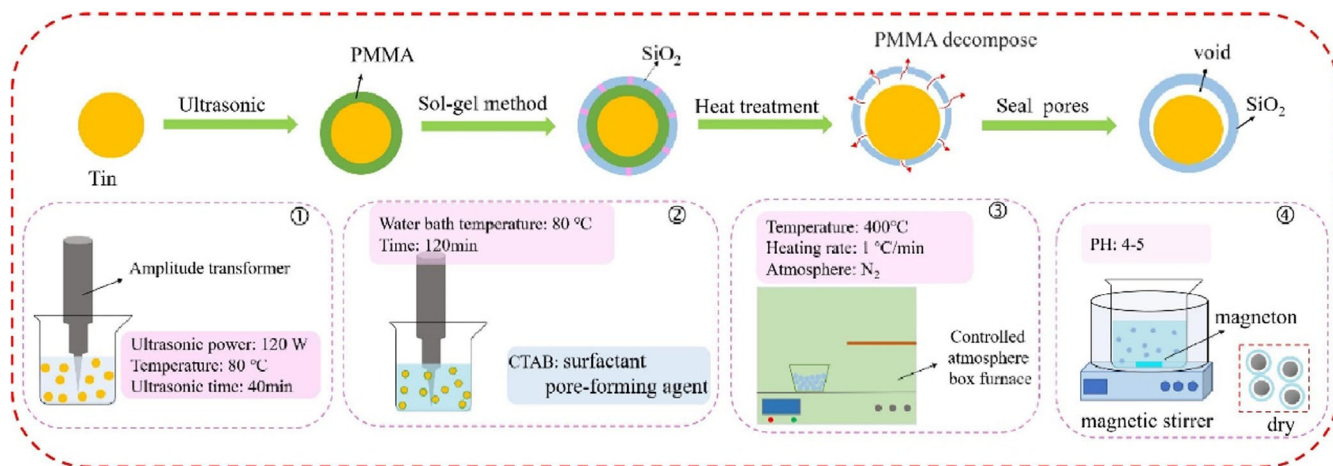 PMMA
SiO₂
PMMA decompose
void
Ultrasonic
Sol-gel method
Heat treatment
Seal pores
SiO₂
Tin
①
Amplitude transformer
Ultrasonic power: 120 W
Temperature: 80 ℃
Ultrasonic time: 40min
②
Water bath temperature: 80 ℃
Time: 120min
CTAB: surfactant
pore-forming agent
③
Temperature: 400℃
Heating rate: 1 ℃/min
Atmosphere: N₂
Controlled
atmosphere
box furnace
④
PH: 4-5
magneton
magnetic stirrer
dry